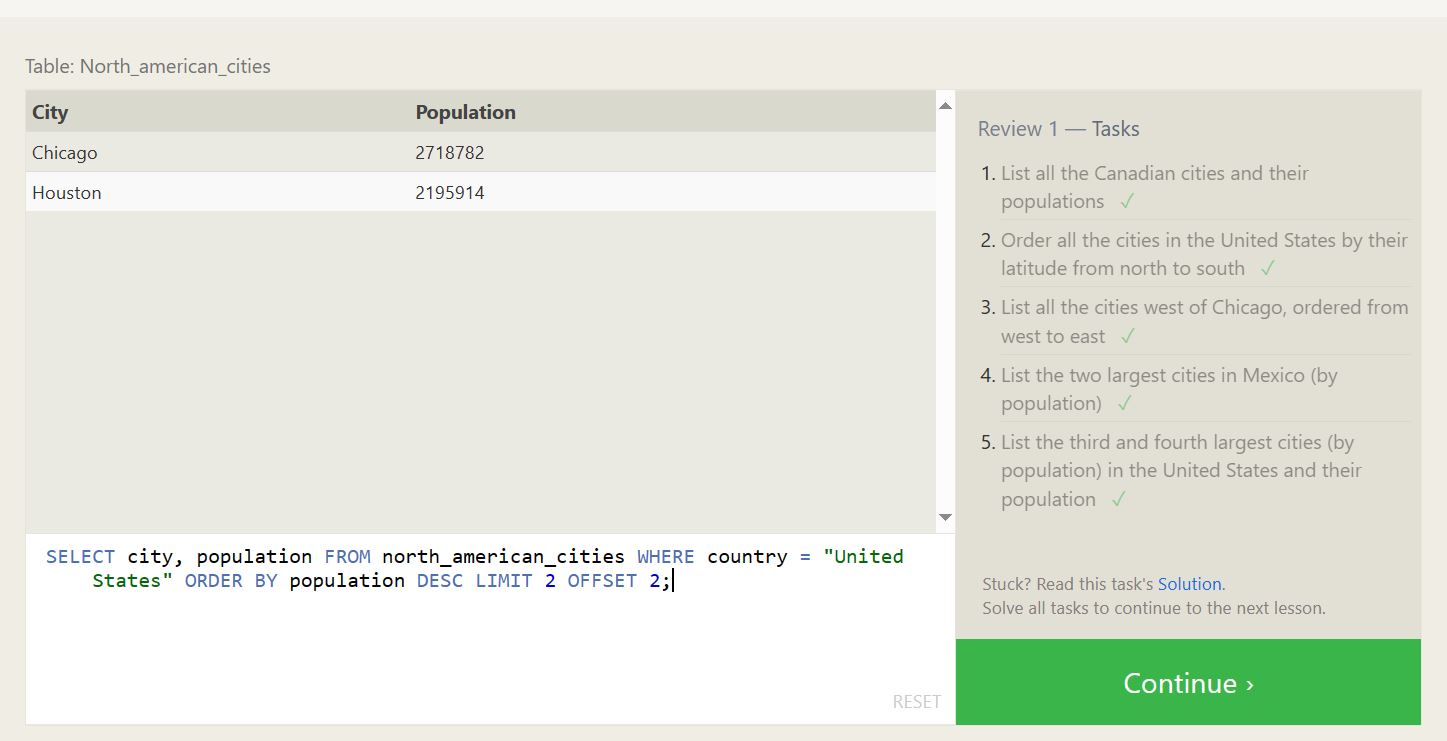 Table: North_american_cities
City Population
Chicago 2718782
Houston 2195914
SELECT city, population FROM north_american_cities WHERE country = "United
States" ORDER BY population DESC LIMIT 2 OFFSET 2;
RESET
Review 1 — Tasks
1. List all the Canadian cities and their
populations ✓
2. Order all the cities in the United States by their
latitude from north to south ✓
3. List all the cities west of Chicago, ordered from
west to east ✓
4. List the two largest cities in Mexico (by
population) ✓
5. List the third and fourth largest cities (by
population) in the United States and their
population ✓
Stuck? Read this task's Solution.
Solve all tasks to continue to the next lesson.
Continue ›